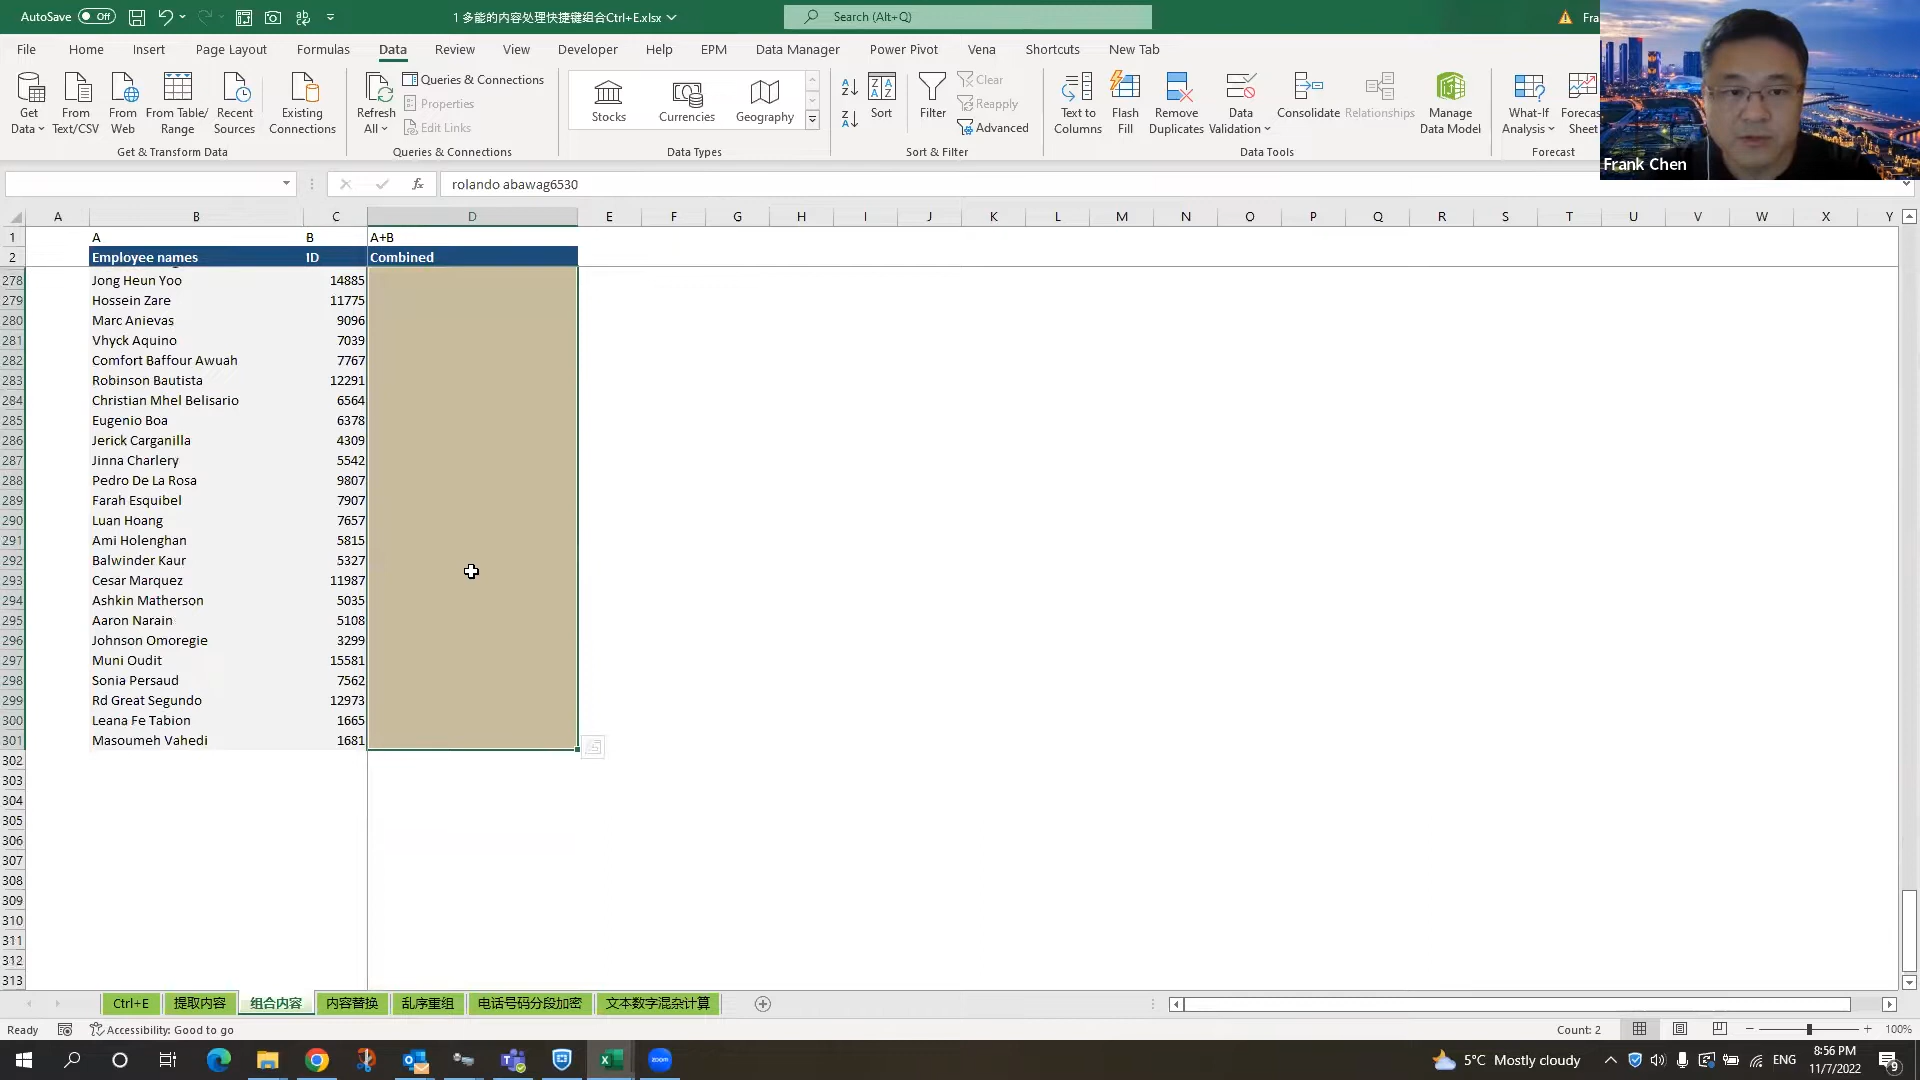 AutoSave Off
1 多能的内容处理快捷键组合Ctrl+E.xlsx
Search (Alt+Q)
Fra
File Home Insert Page Layout Formulas Data Review View Developer Help EPM Data Manager Power Pivot Vena Shortcuts New Tab
Get Data
From Text/CSV
From Web
From Table/ Range
Recent Sources
Existing Connections
Get & Transform Data
Refresh All
Queries & Connections
Properties
Edit Links
Queries & Connections
Stocks
Currencies
Geography
Data Types
Sort
Filter
Clear
Reapply
Advanced
Sort & Filter
Text to Columns
Flash Fill
Remove Duplicates
Data Validation
Consolidate
Relationships
Manage Data Model
Data Tools
What-If Analysis
Forecas Sheet
Forecast
Frank Chen
fx rolando abawag6530
A B C D E F G H I J K L M N O P Q R S T U V W X Y
1 A B A+B
2 Employee names ID Combined
278 Jong Heun Yoo 14885
279 Hossein Zare 11775
280 Marc Anievas 9096
281 Vhyck Aquino 7039
282 Comfort Baffour Awuah 7767
283 Robinson Bautista 12291
284 Christian Mhel Belisario 6564
285 Eugenio Boa 6378
286 Jerick Carganilla 4309
287 Jinna Charlery 5542
288 Pedro De La Rosa 9807
289 Farah Esquibel 7907
290 Luan Hoang 7657
291 Ami Holenghan 5815
292 Balwinder Kaur 5327
293 Cesar Marquez 11987
294 Ashkin Matherson 5035
295 Aaron Narain 5108
296 Johnson Omoregie 3299
297 Muni Oudit 15581
298 Sonia Persaud 7562
299 Rd Great Segundo 12973
300 Leana Fe Tabion 1665
301 Masoumeh Vahedi 1681
302
303
304
305
306
307
308
309
310
311
312
313
Ctrl+E 提取内容 组合内容 内容替换 乱序重组 电话号码分段加密 文本数字混杂计算
Ready Accessibility: Good to go Count: 2 100%
5°C Mostly cloudy ENG 8:56 PM
11/7/2022
9
zoom